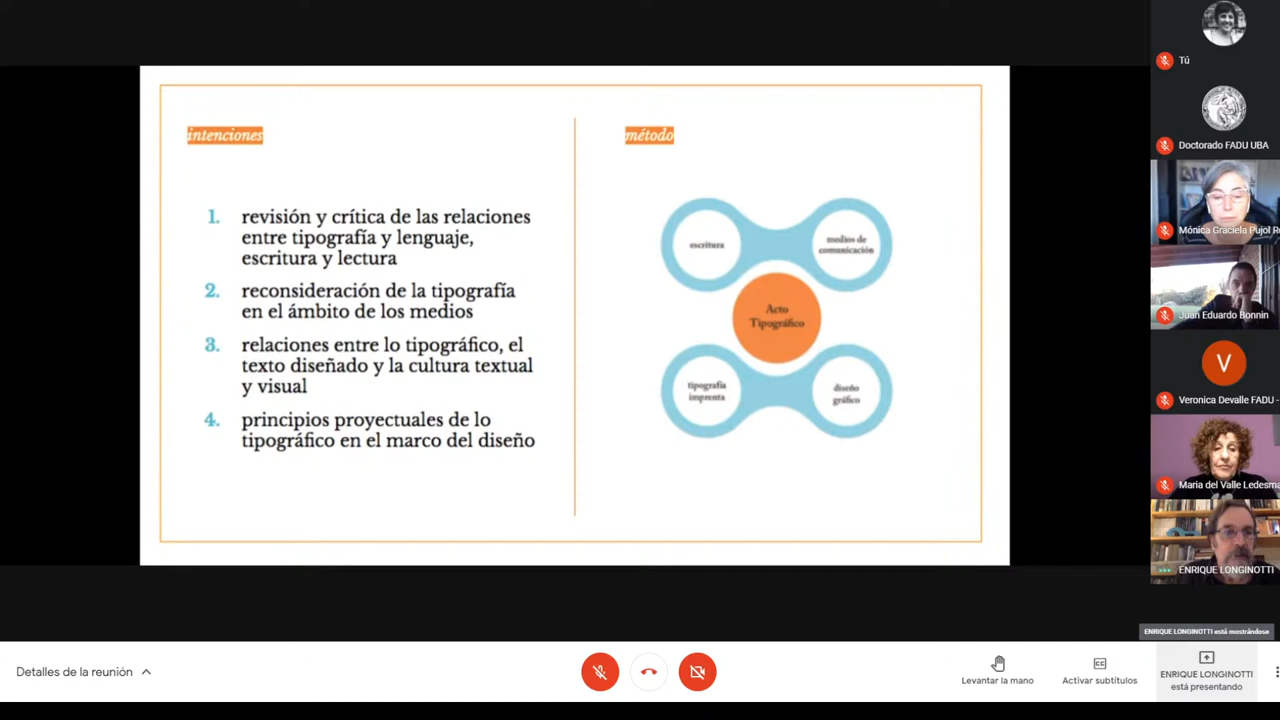 intenciones
1. revisión y crítica de las relaciones
entre tipografía y lenguaje,
escritura y lectura
2. reconsideración de la tipografía
en el ámbito de los medios
3. relaciones entre lo tipográfico, el
texto diseñado y la cultura textual
y visual
4. principios proyectuales de lo
tipográfico en el marco del diseño
método
escritura
medios de
comunicación
Acto
Tipográfico
tipografía
imprenta
diseño
gráfico
Tú
Doctorado FADU UBA
Mónica Graciela Pujol
Juan Eduardo Bonnin
V
Veronica Devalle FADU -
Maria del Valle Ledesma
ENRIQUE LONGINOTTI
ENRIQUE LONGINOTTI está mostrándose
Detalles de la reunión
Levantar la mano
CC
Activar subtítulos
ENRIQUE LONGINOTTI
está presentando